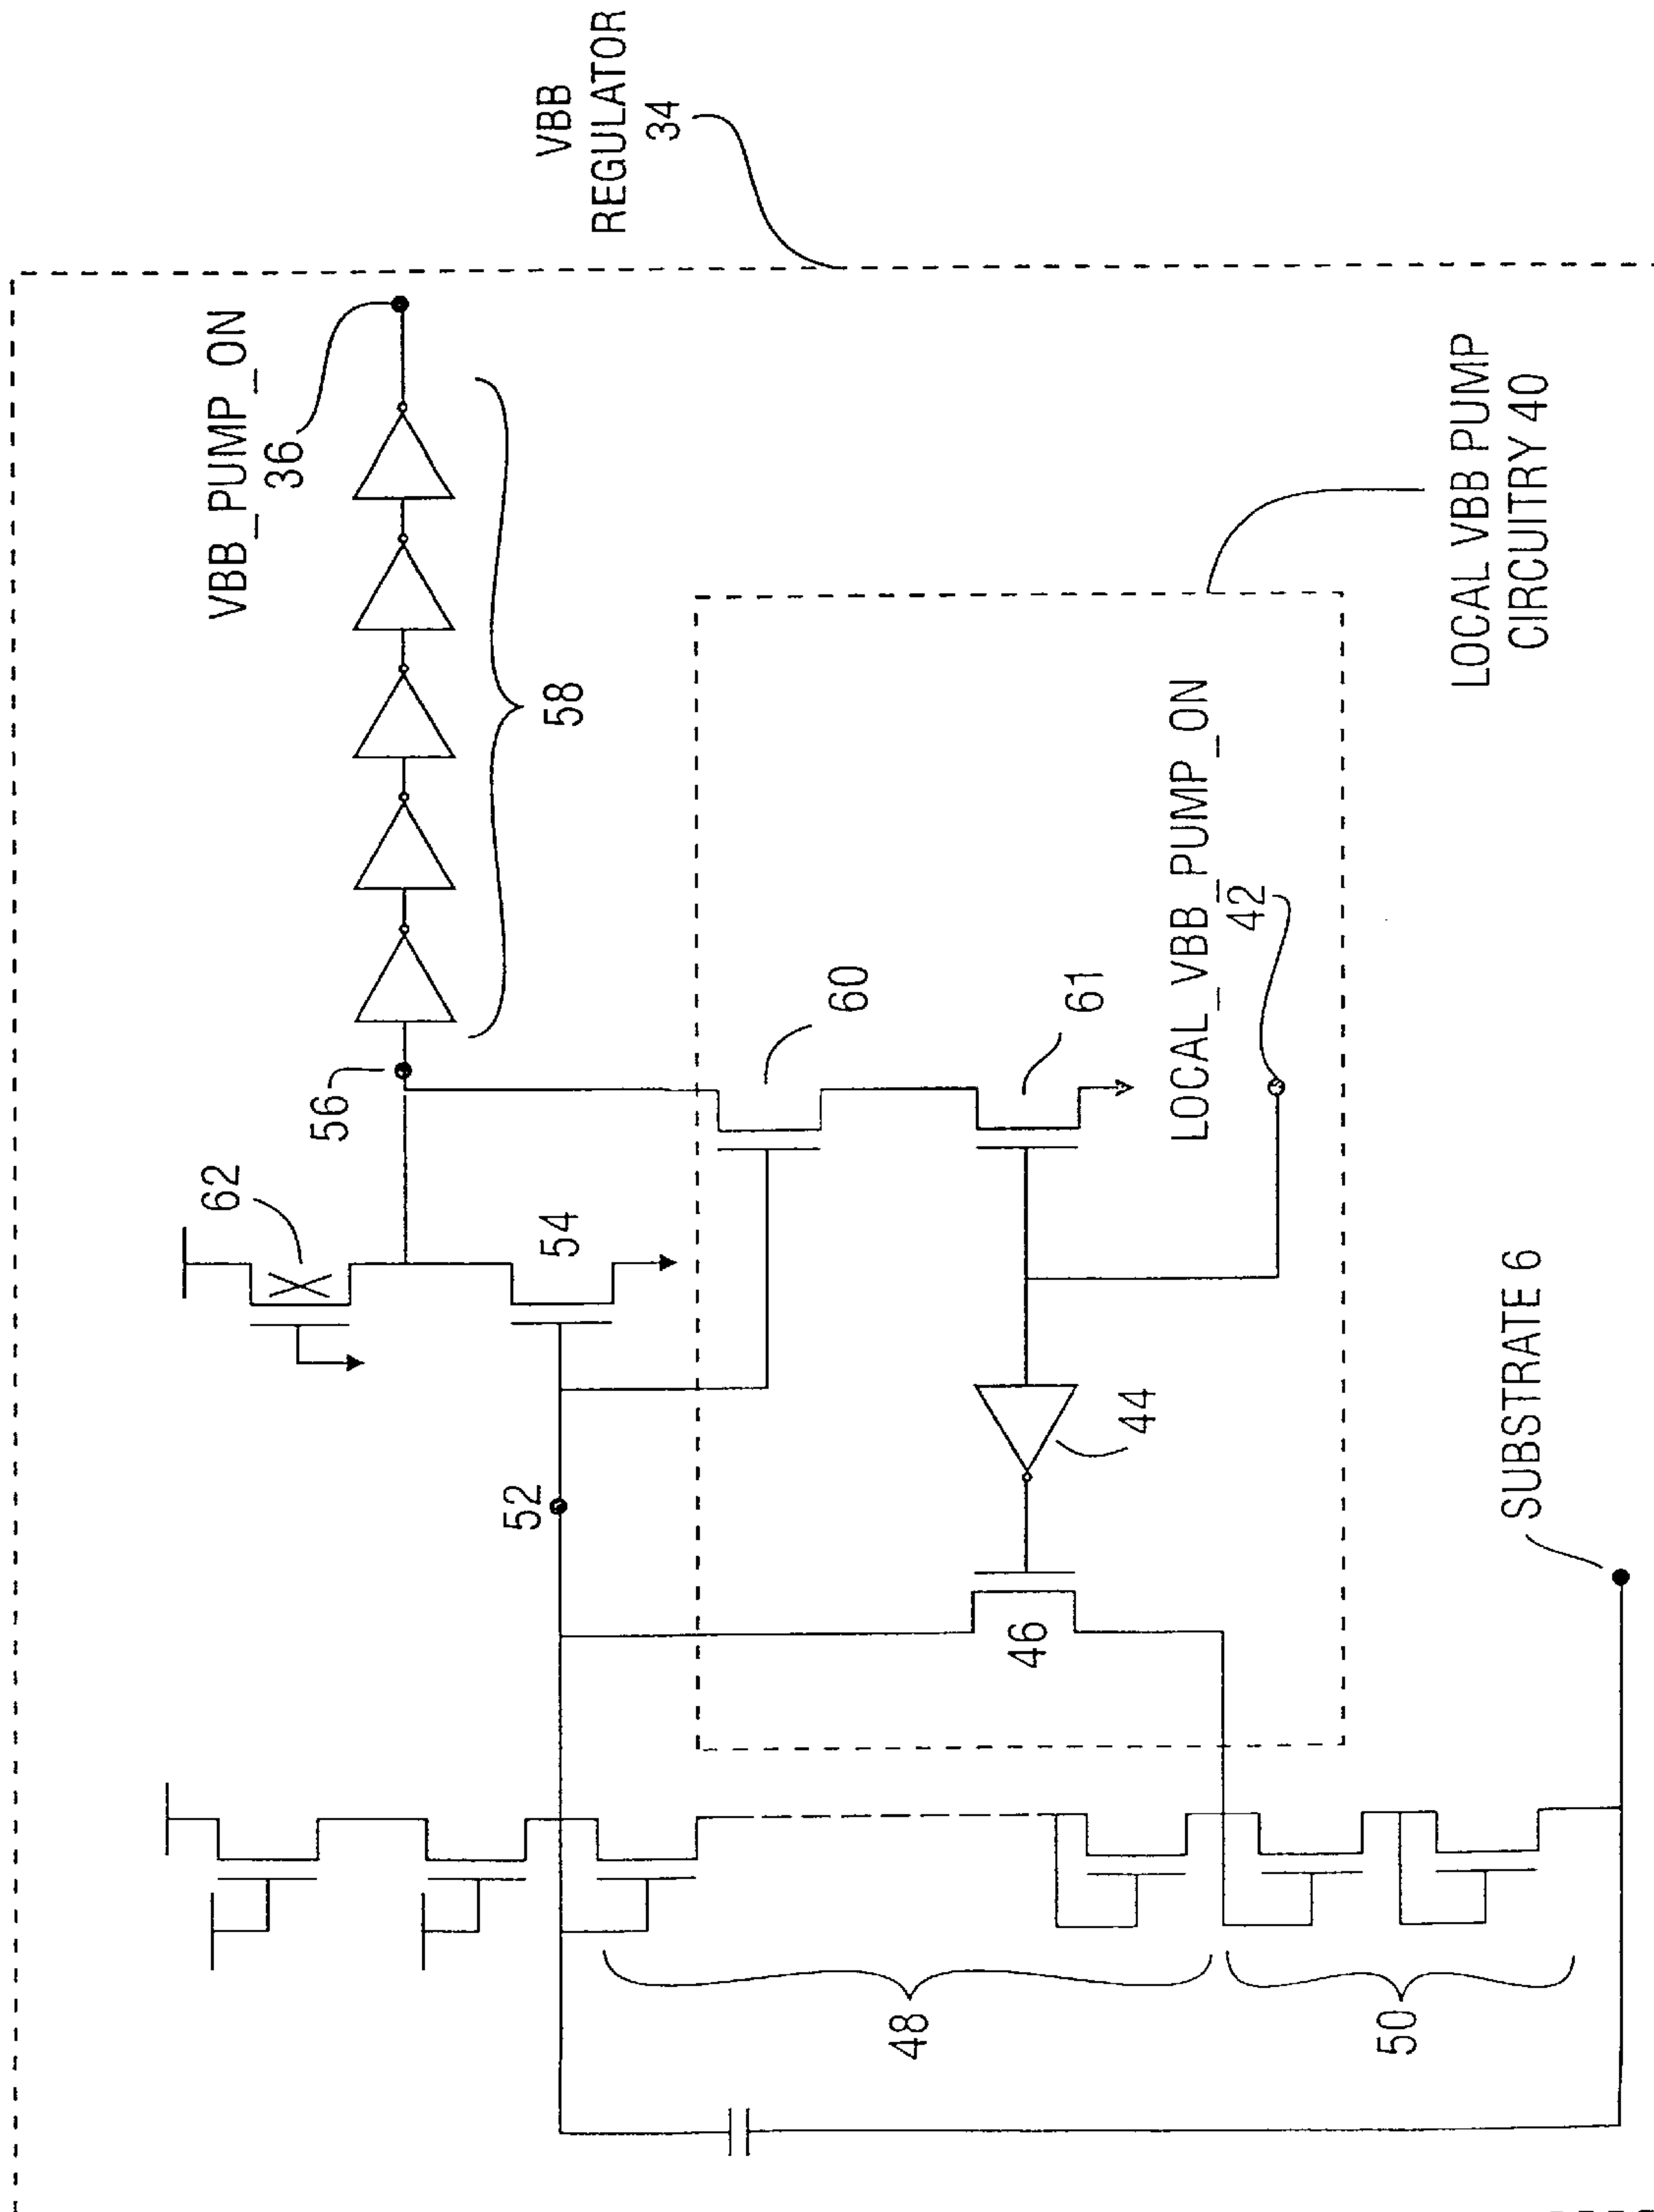 VBB
REGULATOR
34
VBB_PUMP_ON
36
58
56
62
54
52
60
61
LOCAL_VBB_PUMP_ON
42
44
46
48
50
SUBSTRATE 6
LOCAL VBB PUMP
CIRCUITRY 40